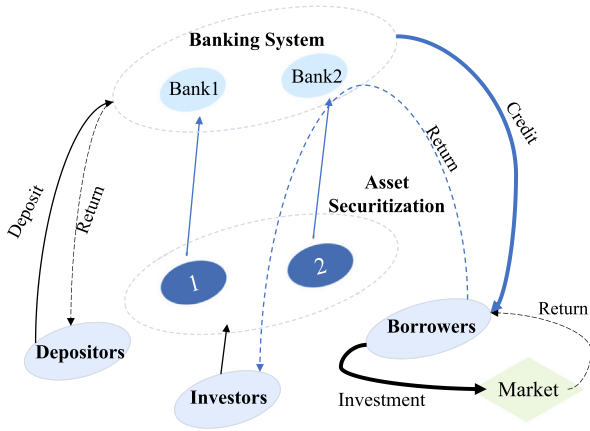 Banking System
Bank1
Bank2
Credit
Return
Deposit
Return
Asset
Securitization
1
2
Return
Borrowers
Depositors
Market
Investors
Investment